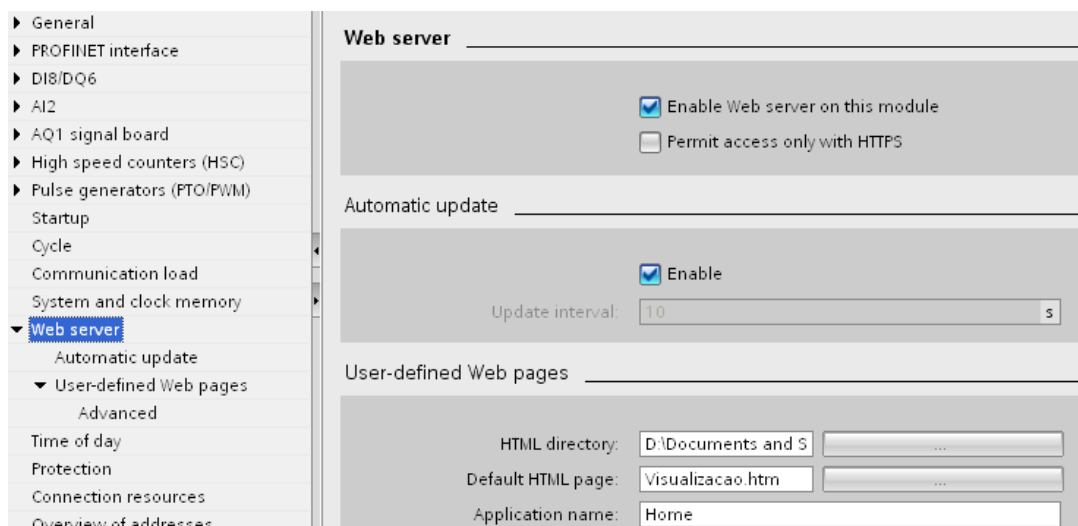 General
PROFINET interface
DI8/DQ6
AI2
AQ1 signal board
High speed counters (HSC)
Pulse generators (PTO/PWM)
Startup
Cycle
Communication load
System and clock memory
Web server
Automatic update
User-defined Web pages
Advanced
Time of day
Protection
Connection resources
Overview of addresses
Web server
Enable Web server on this module
Permit access only with HTTPS
Automatic update
Enable
Update interval: 10 s
User-defined Web pages
HTML directory: D:\Documents and S ...
Default HTML page: Visualizacao.htm ...
Application name: Home